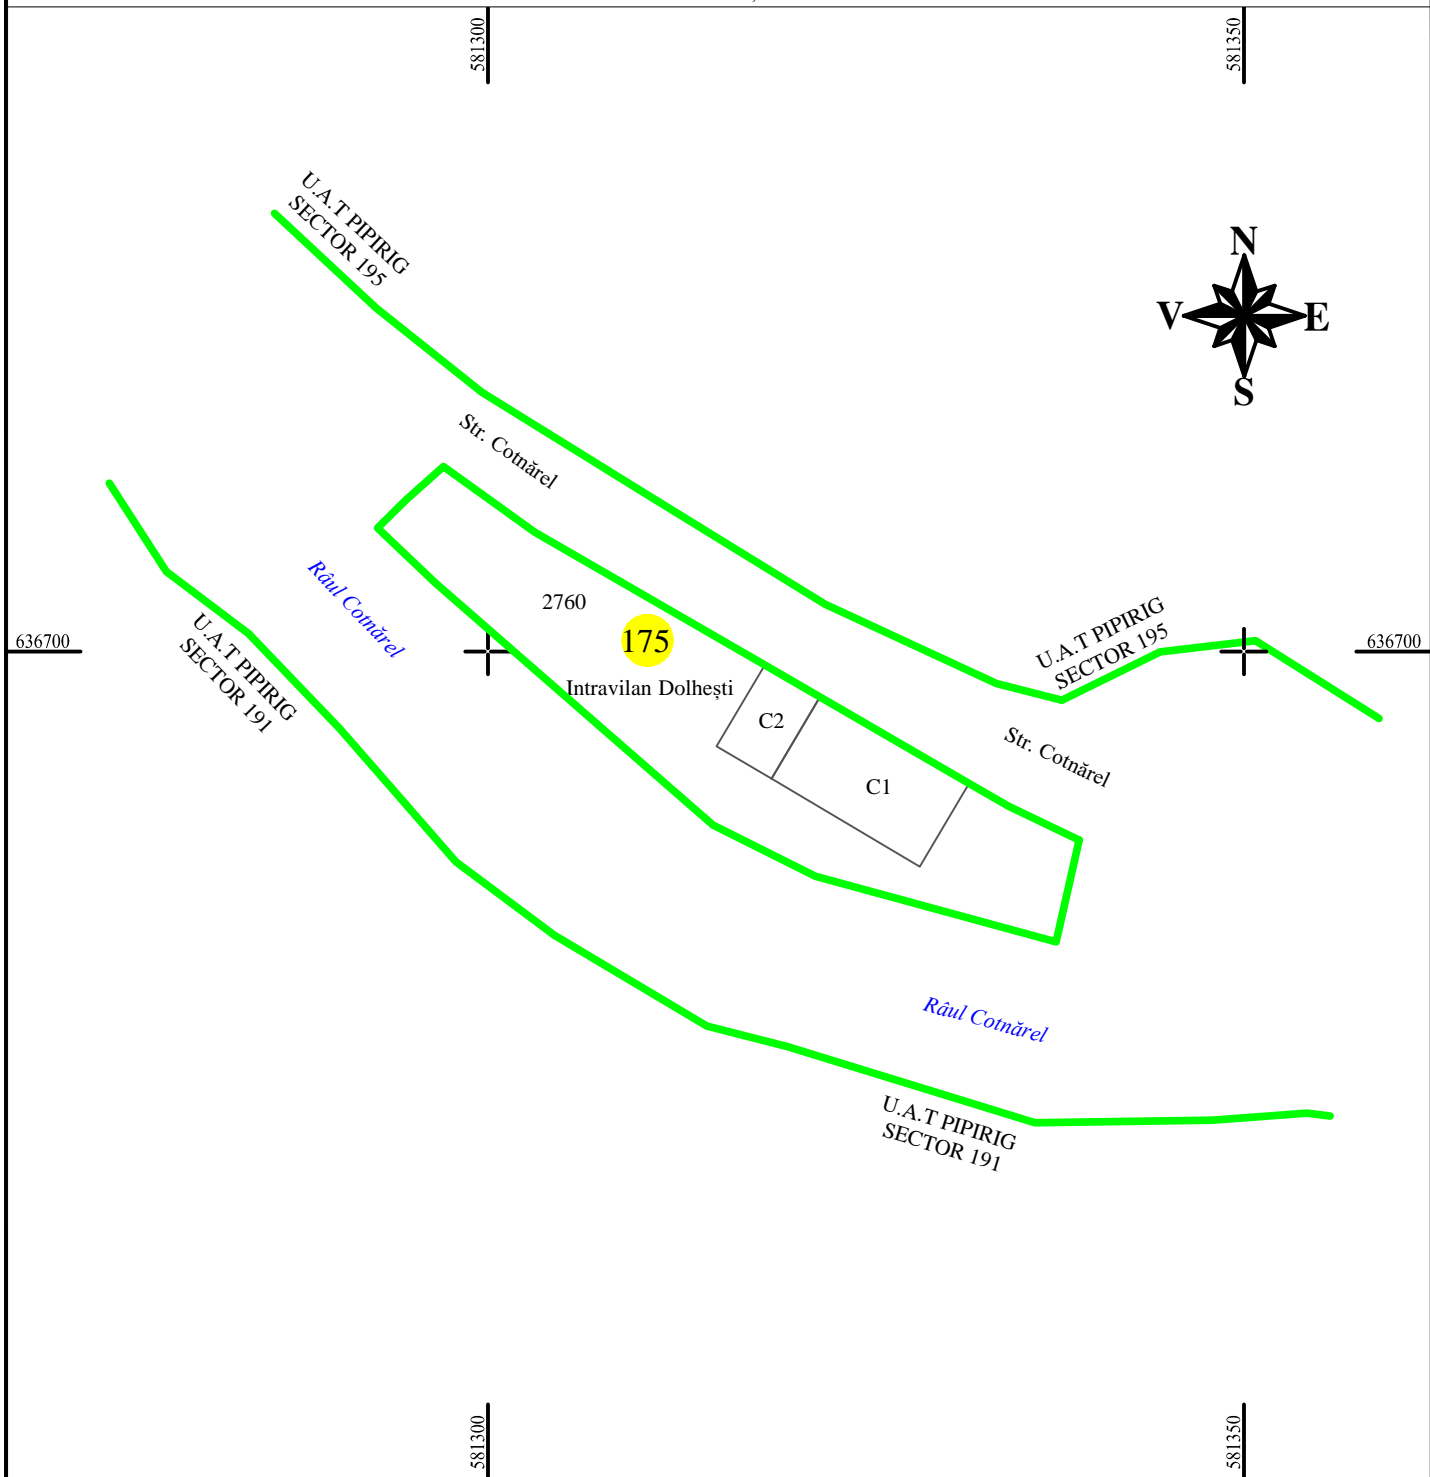 581300
581350
U.A.T PIPIRIG
SECTOR 195
N
V
E
S
Str. Cotnărel
Râul Cotnărel
2760
175
Intravilan Dolhești
C2
C1
U.A.T PIPIRIG
SECTOR 195
636700
636700
U.A.T PIPIRIG
SECTOR 191
Str. Cotnărel
Râul Cotnărel
U.A.T PIPIRIG
SECTOR 191
581300
581350